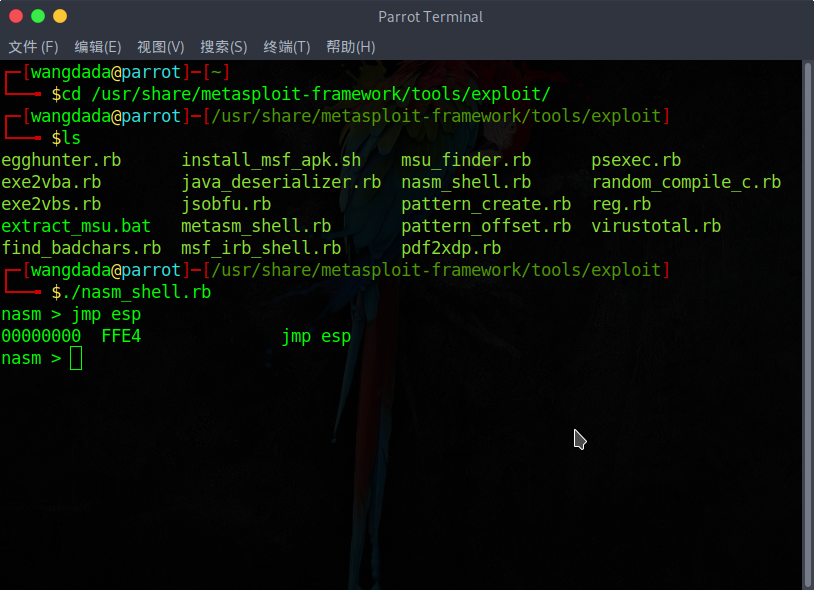 Parrot Terminal
文件 (F) 编辑(E) 视图(V) 搜索(S) 终端(T) 帮助(H)
┌─[wangdada@parrot]─[~]
└──╼ $cd /usr/share/metasploit-framework/tools/exploit/
┌─[wangdada@parrot]─[/usr/share/metasploit-framework/tools/exploit]
└──╼ $ls
egghunter.rb      install_msf_apk.sh    msu_finder.rb      psexec.rb
exe2vba.rb        java_deserializer.rb  nasm_shell.rb      random_compile_c.rb
exe2vbs.rb        jsobfu.rb             pattern_create.rb  reg.rb
extract_msu.bat   metasm_shell.rb       pattern_offset.rb  virustotal.rb
find_badchars.rb  msf_irb_shell.rb      pdf2xdp.rb
┌─[wangdada@parrot]─[/usr/share/metasploit-framework/tools/exploit]
└──╼ $./nasm_shell.rb
nasm > jmp esp
00000000  FFE4              jmp esp
nasm >